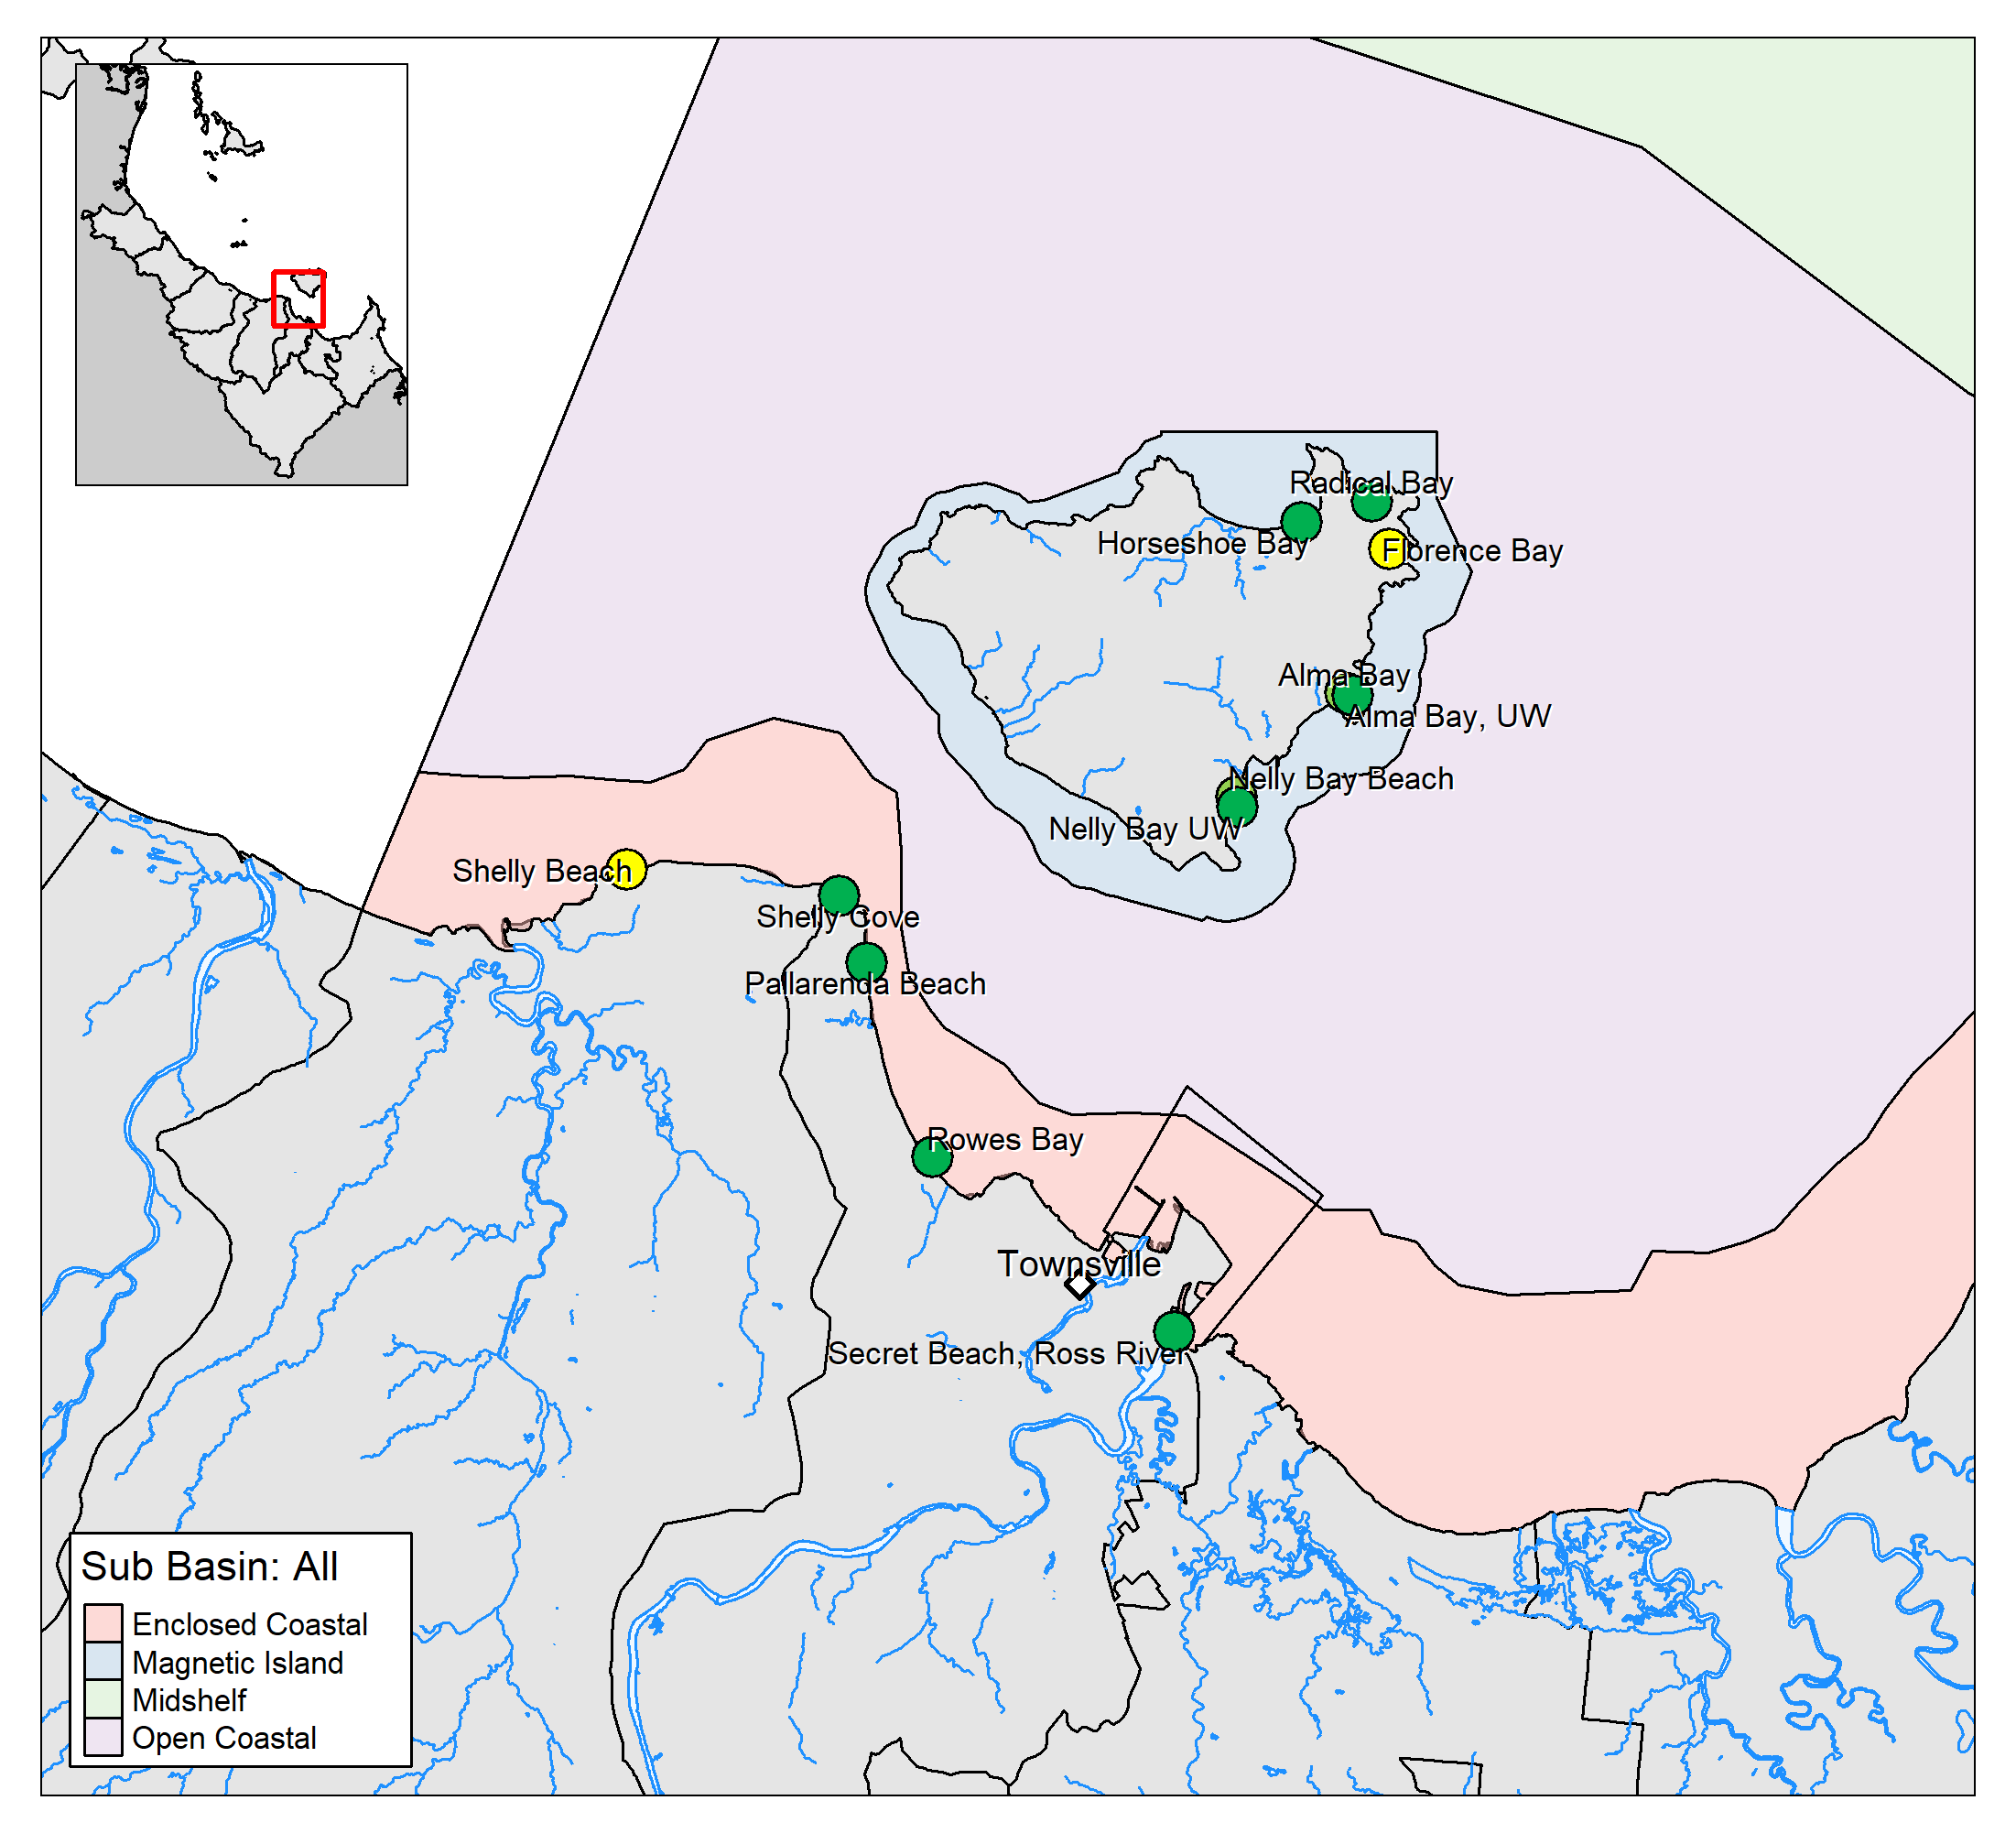 Radical Bay
Horseshoe Bay
Florence Bay
Alma Bay
Alma Bay, UW
Nelly Bay Beach
Nelly Bay UW
Shelly Beach
Shelly Cove
Pallarenda Beach
Rowes Bay
Townsville
Secret Beach, Ross River
Sub Basin: All
Enclosed Coastal
Magnetic Island
Midshelf
Open Coastal